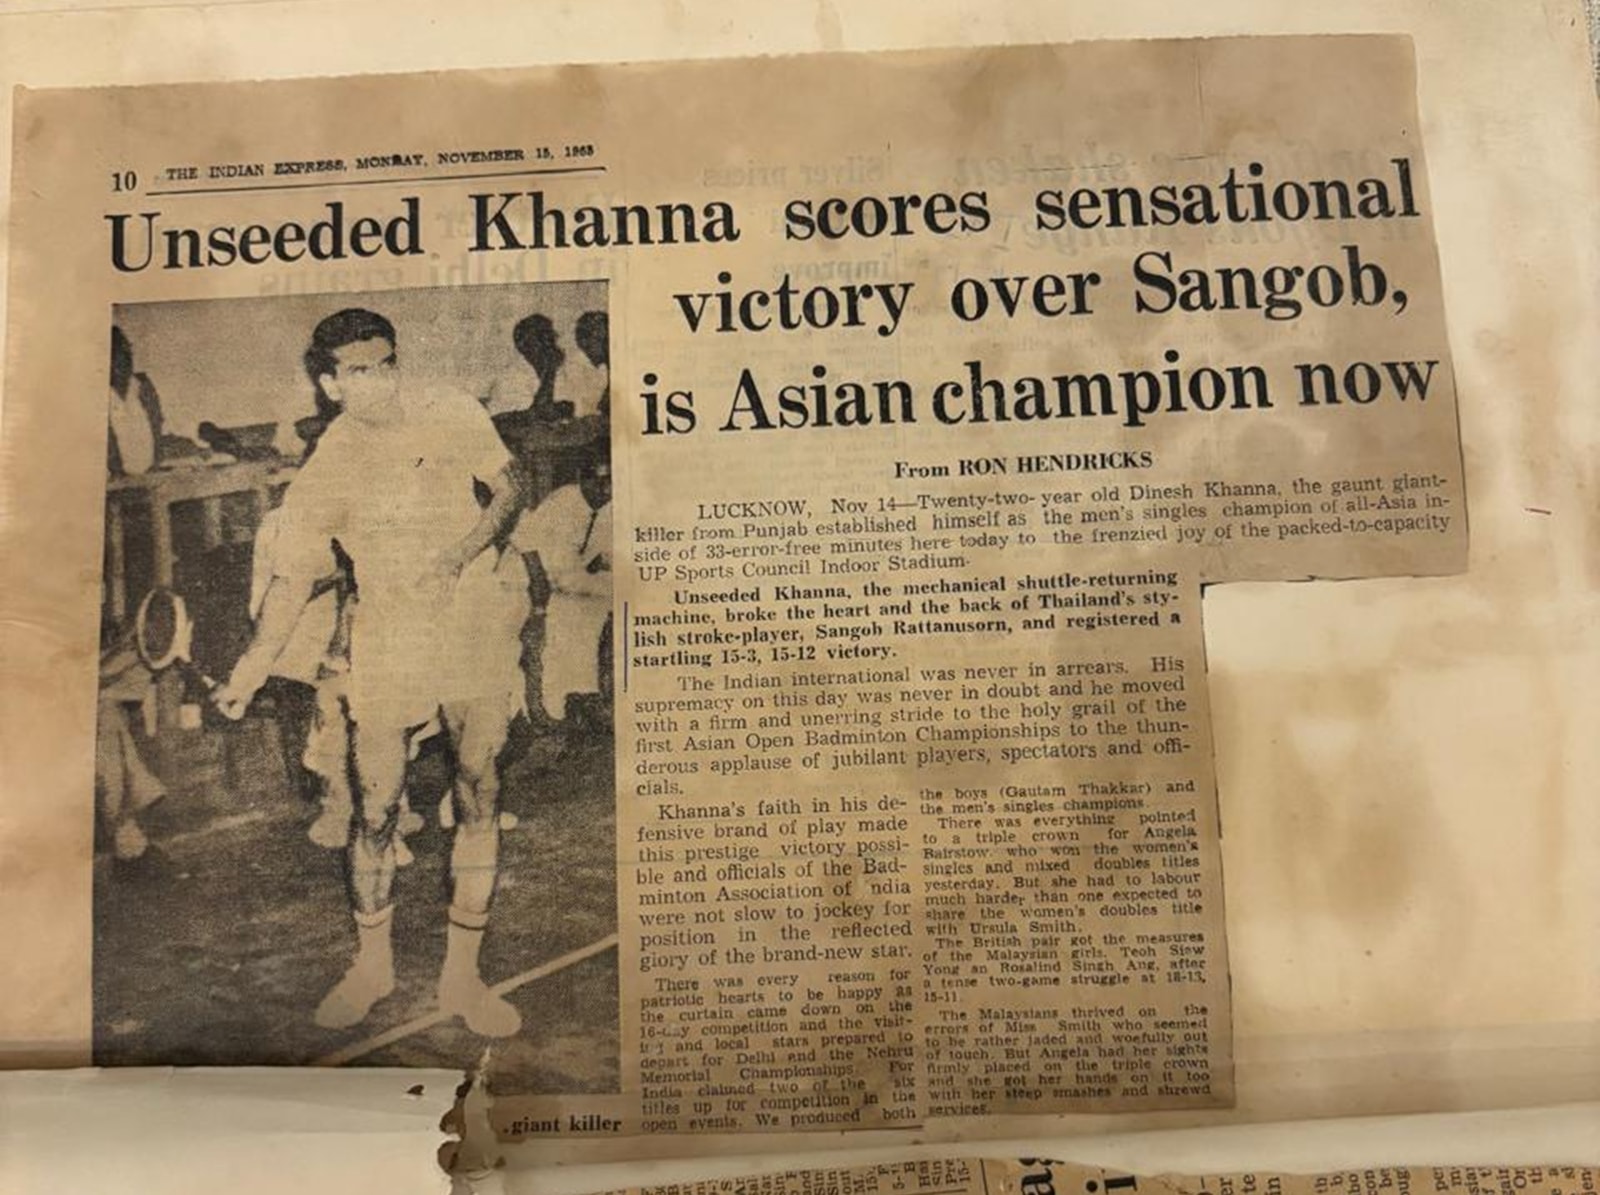 10 THE INDIAN EXPRESS, MONDAY, NOVEMBER 15, 1965
Unseeded Khanna scores sensational
victory over Sangob,
is Asian champion now
From RON HENDRICKS
LUCKNOW, Nov 14—Twenty-two- year old Dinesh Khanna, the gaunt giant-
killer from Punjab established himself as the men's singles champion of all-Asia in-
side of 33-error-free minutes here today to the frenzied joy of the packed-to-capacity
UP Sports Council Indoor Stadium.
Unseeded Khanna, the mechanical shuttle-returning
machine, broke the heart and the back of Thailand's sty-
lish stroke-player, Sangob Rattanusorn, and registered a
startling 15-3, 15-12 victory.
The Indian international was never in arrears. His
supremacy on this day was never in doubt and he moved
with a firm and unerring stride to the holy grail of the
first Asian Open Badminton Championships to the thun-
derous applause of jubilant players, spectators and offi-
cials.
Khanna's faith in his de-
fensive brand of play made
this prestige victory possi-
ble and officials of the Bad-
minton Association of ndia
were not slow to jockey for
position in the reflected
glory of the brand-new star.
There was every reason for
patriotic hearts to be happy as
the curtain came down on the
16-day competition and the visit-
and local stars prepared to
depart for Delhi and the Nehru
Memorial Championships. For
India claimed two of the six
titles up for competition in the
open events. We produced both
the boys (Gautam Thakkar) and
the men's singles champions.
There was everything pointed
to a triple crown for Angela
Bairstow. who won the women's
singles and mixed doubles titles
yesterday. But she had to labour
much harder than one expected to
share the women's doubles title
with Ursula Smith.
The British pair got the measures
of the Malaysian girls, Teoh Siew
Yong an Rosalind Singh Ang, after
a tense two-game struggle at 18-13,
15-11.
The Malaysians thrived on the
errors of Miss Smith who seemed
to be rather jaded and woefully out
of touch. But Angela had her sights
firmly placed on the triple crown
and she got her hands on it too
with her steep smashes and shrewd
services.
.giant killer